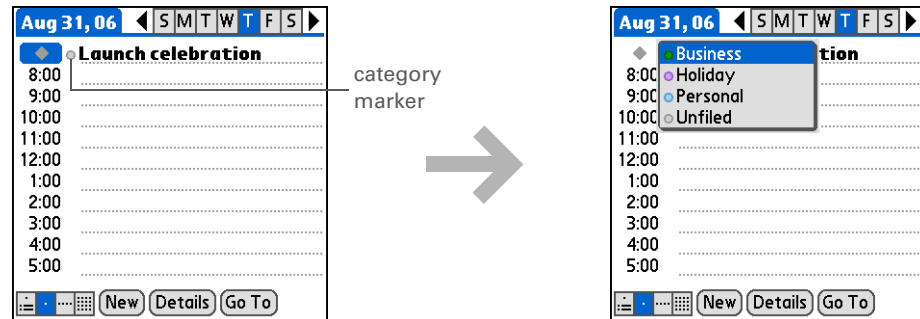 Aug 31, 06 S M T W T F S
Launch celebration
8:00
9:00
10:00
11:00
12:00
1:00
2:00
3:00
4:00
5:00
New Details Go To
category
marker
Aug 31, 06 S M T W T F S
Business tion
8:00 Holiday
9:00 Personal
10:00 Unfiled
11:00
12:00
1:00
2:00
3:00
4:00
5:00
New Details Go To